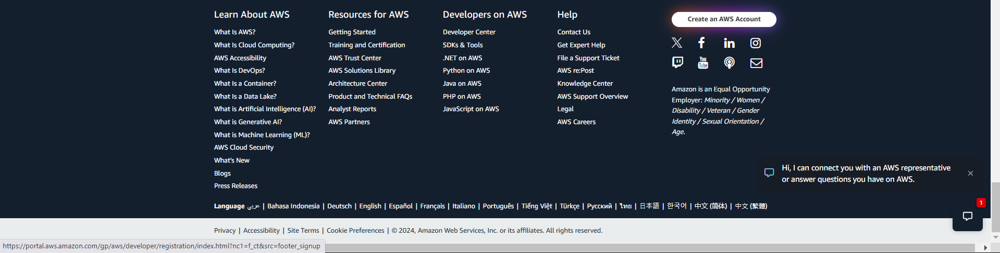 Learn About AWS
What Is AWS?
What Is Cloud Computing?
AWS Accessibility
What Is DevOps?
What Is a Container?
What Is a Data Lake?
What is Artificial Intelligence (AI)?
What is Generative AI?
What is Machine Learning (ML)?
AWS Cloud Security
What's New
Blogs
Press Releases
Resources for AWS
Getting Started
Training and Certification
AWS Trust Center
AWS Solutions Library
Architecture Center
Product and Technical FAQs
Analyst Reports
AWS Partners
Developers on AWS
Developer Center
SDKs & Tools
.NET on AWS
Python on AWS
Java on AWS
PHP on AWS
JavaScript on AWS
Help
Contact Us
Get Expert Help
File a Support Ticket
AWS re:Post
Knowledge Center
AWS Support Overview
Legal
AWS Careers
Create an AWS Account
You
Tube
Amazon is an Equal Opportunity
Employer: Minority / Women /
Disability / Veteran / Gender
Identity / Sexual Orientation /
Age.
Hi, I can connect you with an AWS representative
or answer questions you have on AWS.
1
Language عربي | Bahasa Indonesia | Deutsch | English | Español | Français | Italiano | Português | Tiếng Việt | Türkçe | Ρусский | ไทย | 日本語 | 한국어 | 中文 (简体) | 中文 (繁體)
Privacy | Accessibility | Site Terms | Cookie Preferences | © 2024, Amazon Web Services, Inc. or its affiliates. All rights reserved.
https://portal.aws.amazon.com/gp/aws/developer/registration/index.html?nc1=f_ct&src=footer_signup